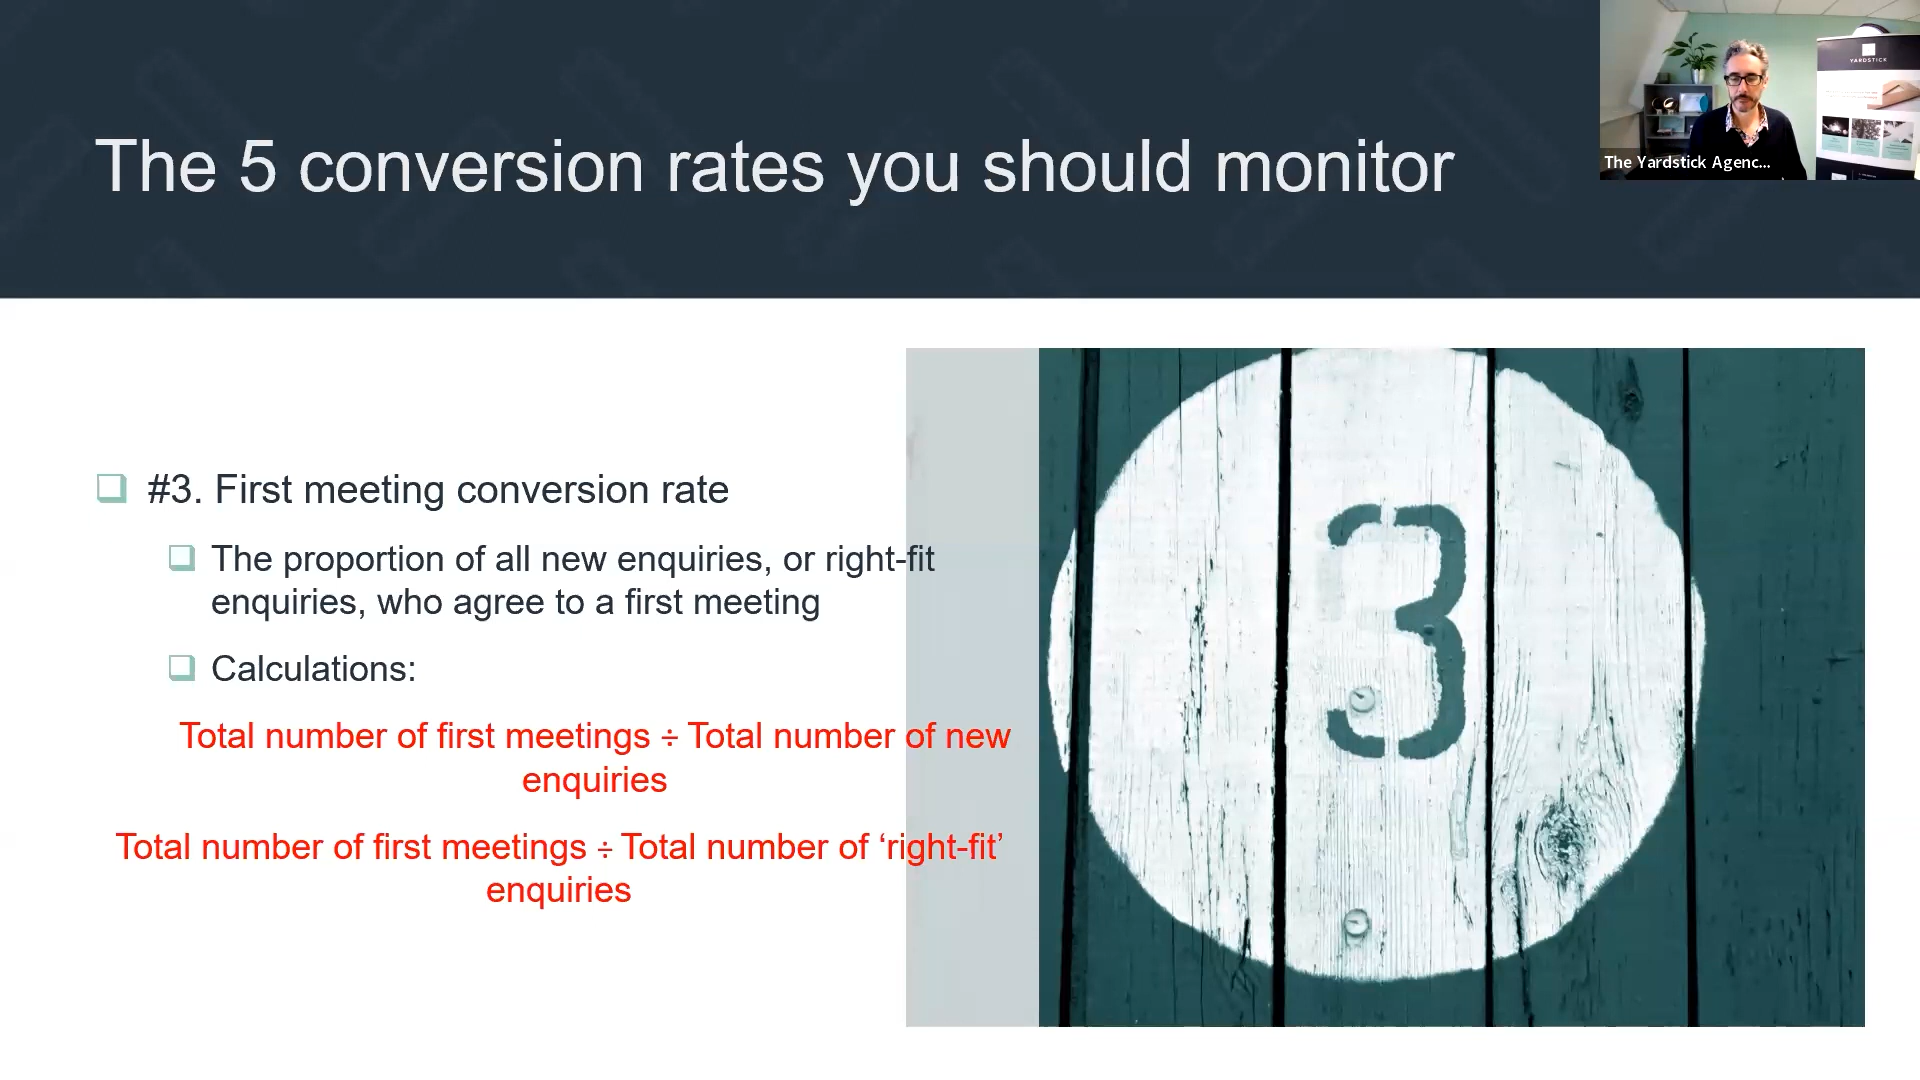 The 5 conversion rates you should monitor
YARDSTICK
The Yardstick Agenc...
#3. First meeting conversion rate
The proportion of all new enquiries, or right-fit
enquiries, who agree to a first meeting
Calculations:
Total number of first meetings ÷ Total number of new
enquiries
Total number of first meetings ÷ Total number of ‘right-fit’
enquiries
3